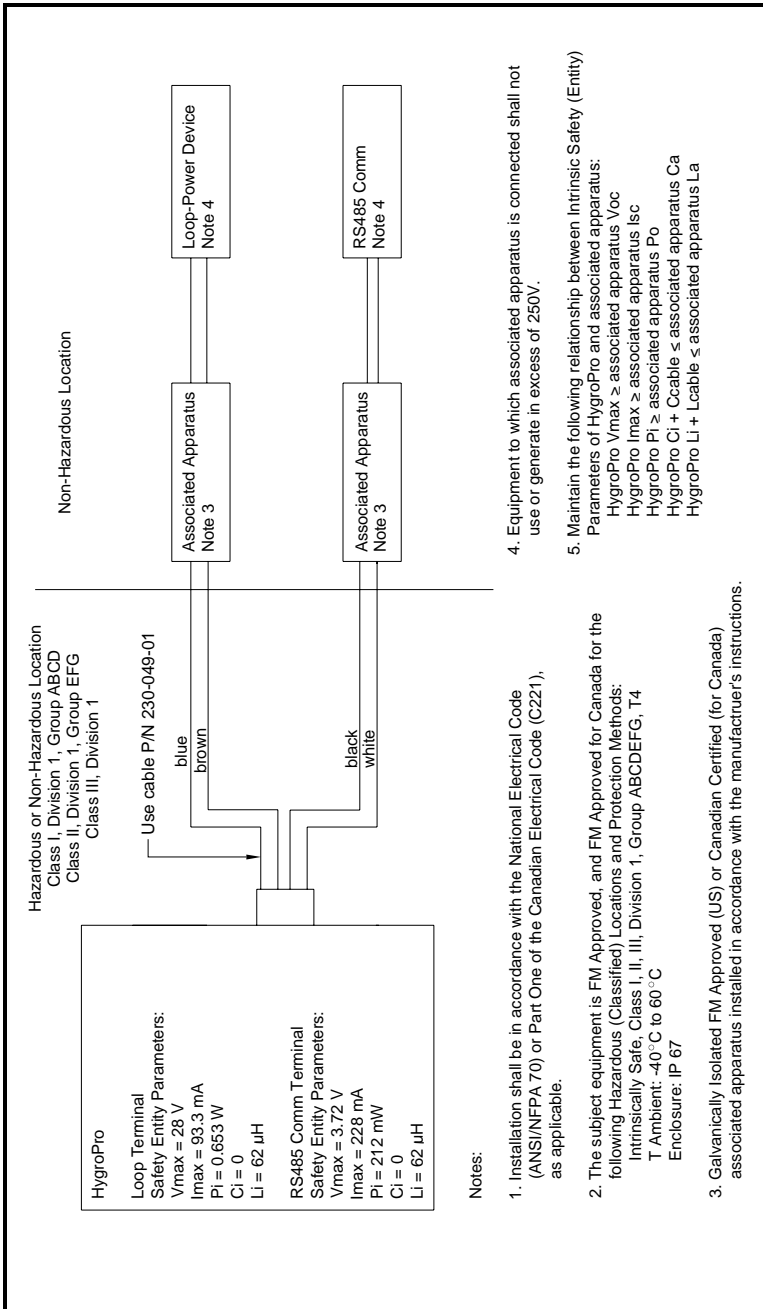 Hazardous or Non-Hazardous Location
Class I, Division 1, Group ABCD
Class II, Division 1, Group EFG
Class III, Division 1
Non-Hazardous Location
HygroPro
Loop Terminal
Safety Entity Parameters:
Vmax = 28 V
Imax = 93.3 mA
Pi = 0.653 W
Ci = 0
Li = 62 µH
RS485 Comm Terminal
Safety Entity Parameters:
Vmax = 3.72 V
Imax = 228 mA
Pi = 212 mW
Ci = 0
Li = 62 µH
Use cable P/N 230-049-01
blue
brown
black
white
Associated Apparatus
Note 3
Loop-Power Device
Note 4
Associated Apparatus
Note 3
RS485 Comm
Note 4
Notes:
1. Installation shall be in accordance with the National Electrical Code
(ANSI/NFPA 70) or Part One of the Canadian Electrical Code (C221),
as applicable.
2. The subject equipment is FM Approved, and FM Approved for Canada for the
following Hazardous (Classified) Locations and Protection Methods:
Intrinsically Safe, Class I, II, III, Division 1, Group ABCDEFG, T4
T Ambient: -40°C to 60°C
Enclosure: IP 67
3. Galvanically Isolated FM Approved (US) or Canadian Certified (for Canada)
associated apparatus installed in accordance with the manufactruer's instructions.
4. Equipment to which associated apparatus is connected shall not
use or generate in excess of 250V.
5. Maintain the following relationship between Intrinsic Safety (Entity)
Parameters of HygroPro and associated apparatus:
HygroPro Vmax ≥ associated apparatus Voc
HygroPro Imax ≥ associated apparatus Isc
HygroPro Pi ≥ associated apparatus Po
HygroPro Ci + Ccable ≤ associated apparatus Ca
HygroPro Li + Lcable ≤ associated apparatus La